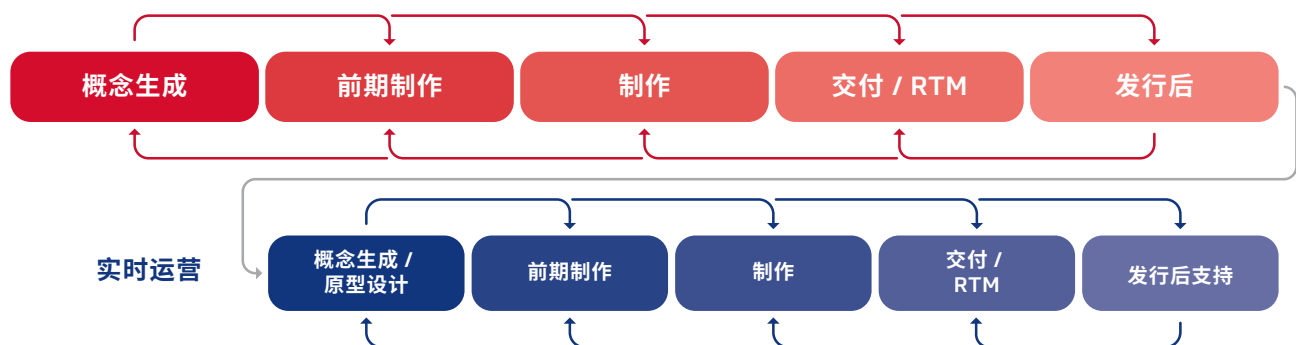 概念生成
前期制作
制作
交付 / RTM
发行后
实时运营
概念生成 /
原型设计
前期制作
制作
交付 /
RTM
发行后支持